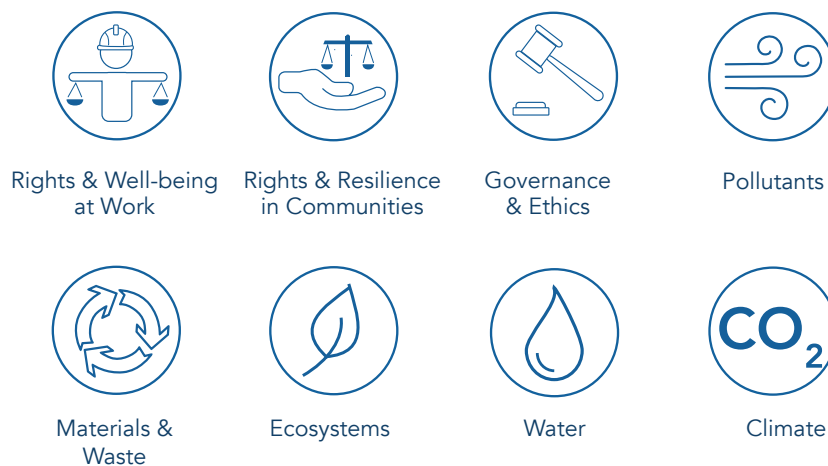 Rights & Well-being
at Work
Rights & Resilience
in Communities
Governance
& Ethics
Pollutants
CO2
Materials &
Waste
Ecosystems
Water
Climate